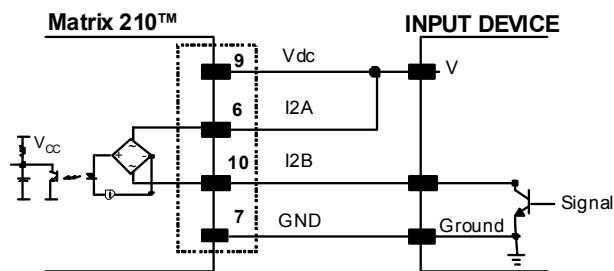 Matrix 210™ INPUT DEVICE
9 Vdc V
6 I2A
VCC
10 I2B
Signal
7 GND Ground